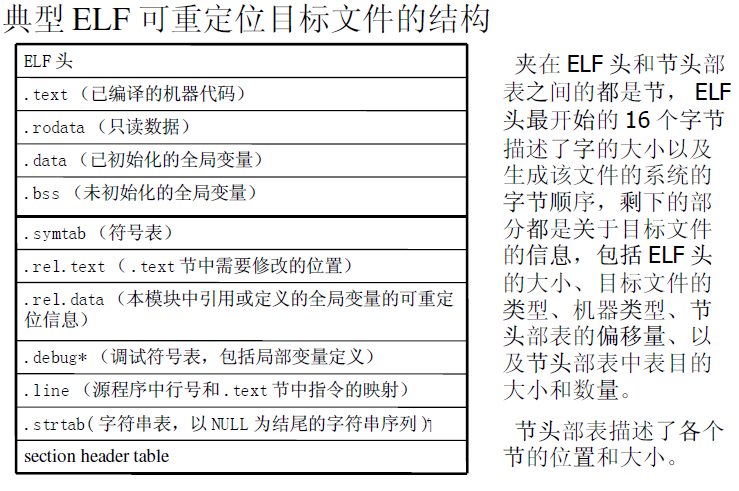 典型 ELF 可重定位目标文件的结构
ELF 头
.text（已编译的机器代码）
.rodata（只读数据）
.data（已初始化的全局变量）
.bss（未初始化的全局变量）
.symtab（符号表）
.rel.text（.text 节中需要修改的位置）
.rel.data（本模块中引用或定义的全局变量的可重定
位信息）
.debug*（调试符号表，包括局部变量定义）
.line（源程序中行号和.text 节中指令的映射）
.strtab(字符串表，以 NULL 为结尾的字符串序列)
section header table
夹在 ELF 头和节头部
表之间的都是节， ELF
头最开始的 16 个字节
描述了字的大小以及
生成该文件的系统的
字节顺序，剩下的部
分都是关于目标文件
的信息，包括 ELF 头
的大小、目标文件的
类型、机器类型、节
头部表的偏移量、以
及节头部表中表目的
大小和数量。
节头部表描述了各个
节的位置和大小。